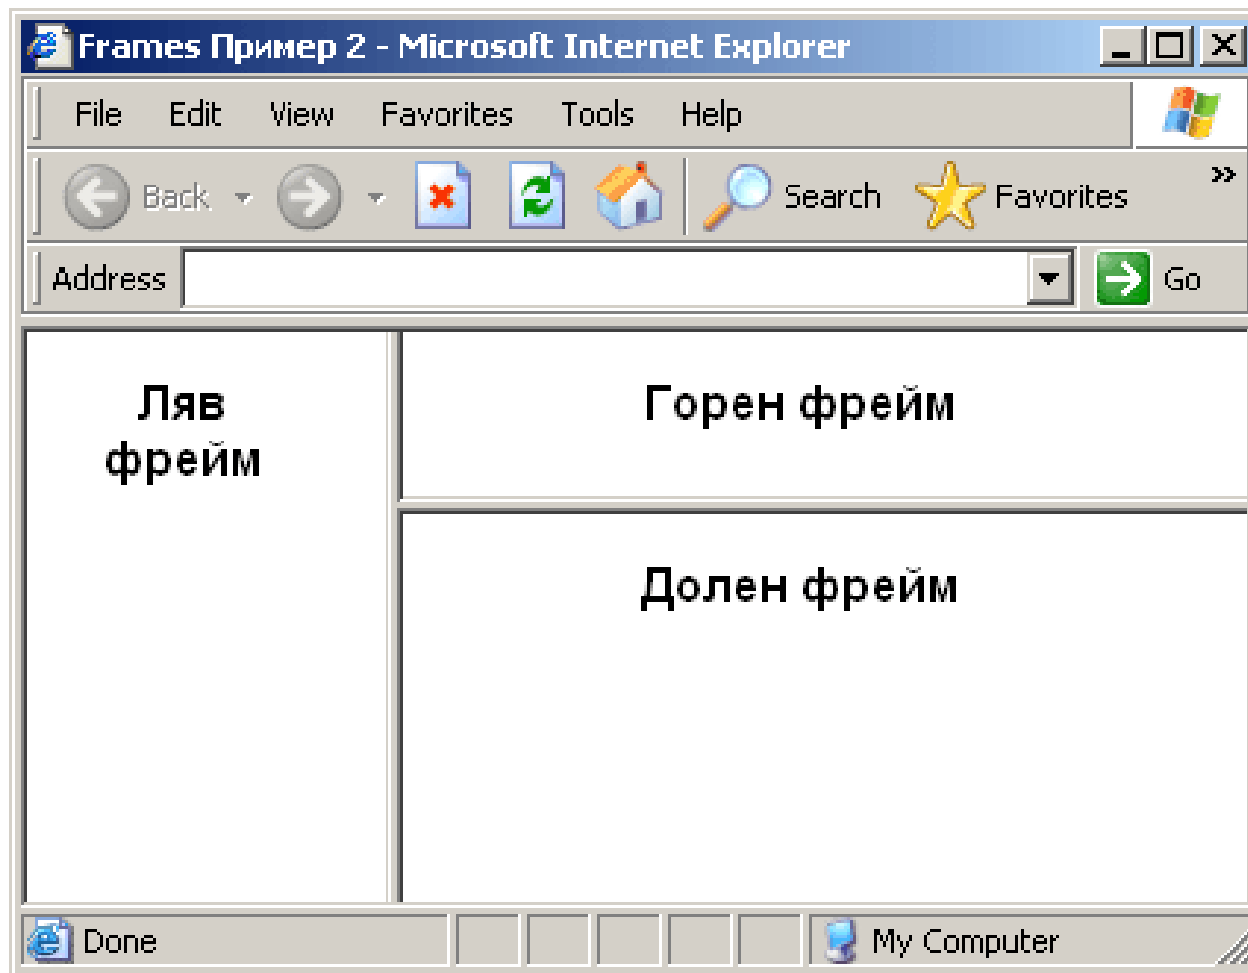 Frames Пример 2 - Microsoft Internet Explorer
File Edit View Favorites Tools Help
Back Search Favorites »
Address Go
Ляв
фрейм
Горен фрейм
Долен фрейм
Done My Computer